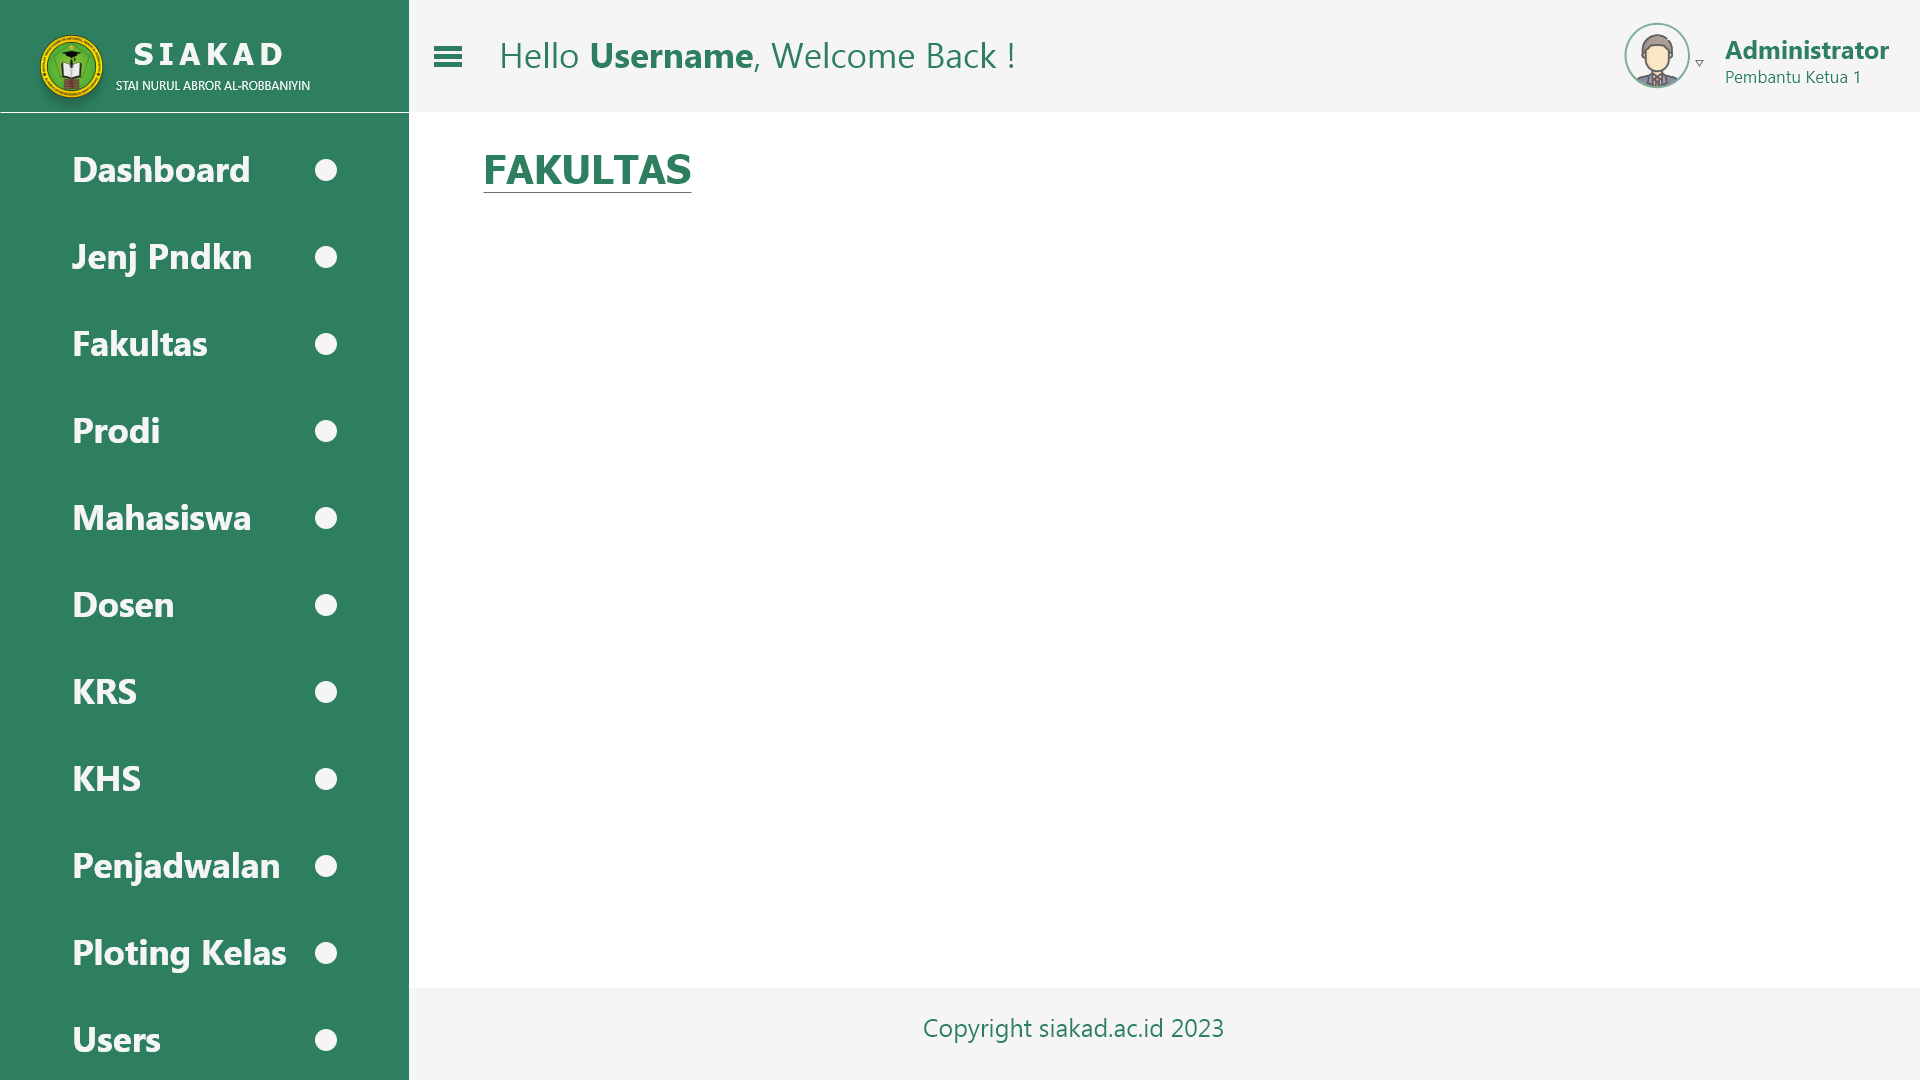 SIAKAD
STAI NURUL ABROR AL-ROBBANIYIN
Hello Username, Welcome Back !
Administrator
Pembantu Ketua 1
Dashboard
Jenj Pndkn
Fakultas
Prodi
Mahasiswa
Dosen
KRS
KHS
Penjadwalan
Ploting Kelas
Users
FAKULTAS
Copyright siakad.ac.id 2023